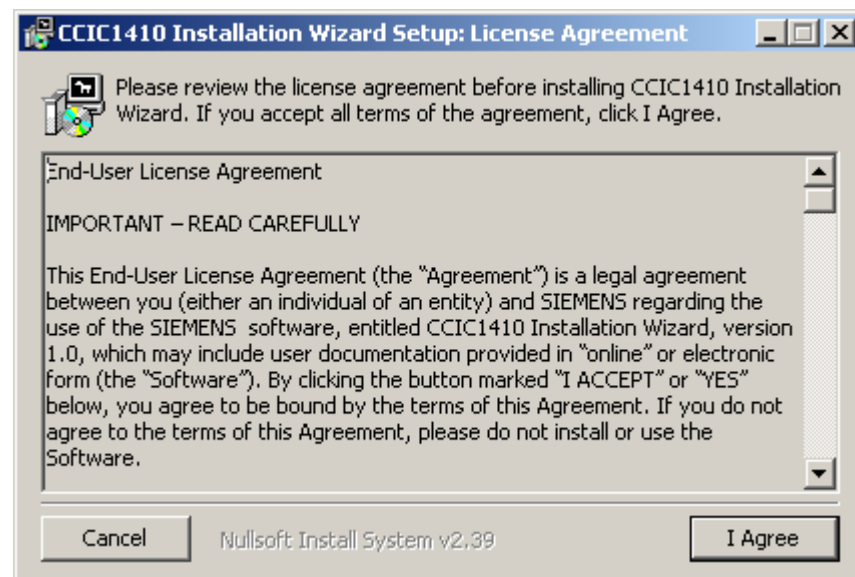 CCIC1410 Installation Wizard Setup: License Agreement
Please review the license agreement before installing CCIC1410 Installation
Wizard. If you accept all terms of the agreement, click I Agree.
End-User License Agreement
IMPORTANT – READ CAREFULLY
This End-User License Agreement (the “Agreement”) is a legal agreement
between you (either an individual of an entity) and SIEMENS regarding the
use of the SIEMENS  software, entitled CCIC1410 Installation Wizard, version
1.0, which may include user documentation provided in “online” or electronic
form (the “Software”). By clicking the button marked “I ACCEPT” or “YES”
below, you agree to be bound by the terms of this Agreement. If you do not
agree to the terms of this Agreement, please do not install or use the
Software.
Cancel
Nullsoft Install System v2.39
I Agree